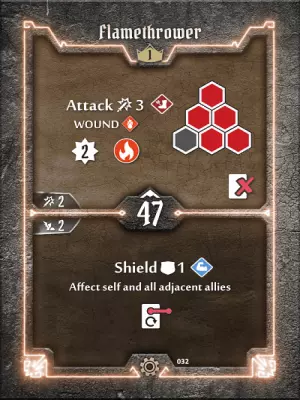 Flamethrower
1
Attack 3
WOUND
2
2
47
2
Shield 1
Affect self and all adjacent allies
032